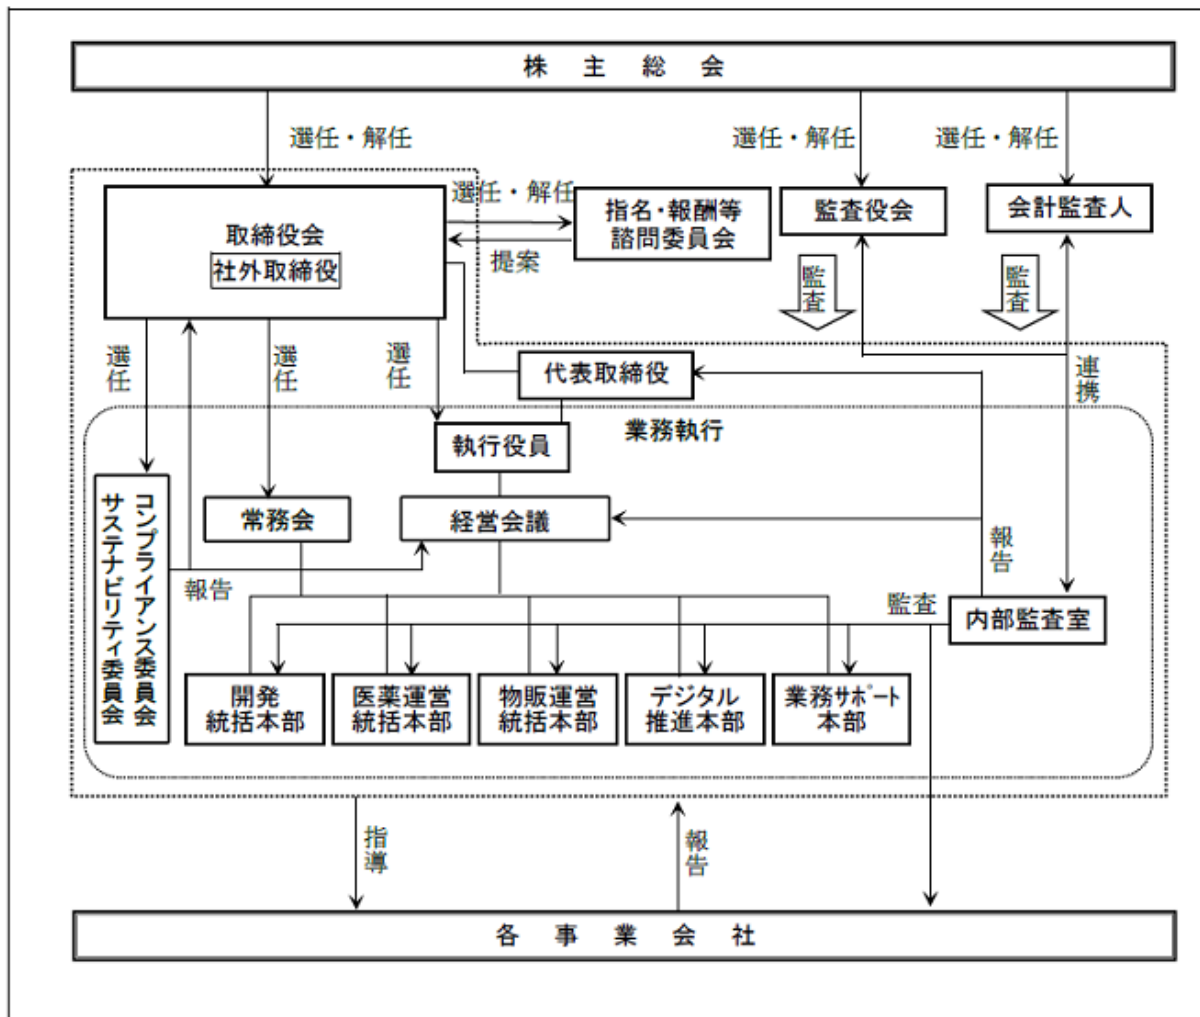 株主総会
選任・解任
選任・解任
選任・解任
選任・解任
取締役会
社外取締役
指名・報酬等
諮問委員会
提案
監査役会
会計監査人
監査
監査
選任
選任
選任
代表取締役
連携
業務執行
執行役員
コンプライアンス委員会
サステナビリティ委員会
常務会
経営会議
報告
報告
監査
内部監査室
開発
統括本部
医薬運営
統括本部
物販運営
統括本部
デジタル
推進本部
業務サポート
本部
指導
報告
各事業会社